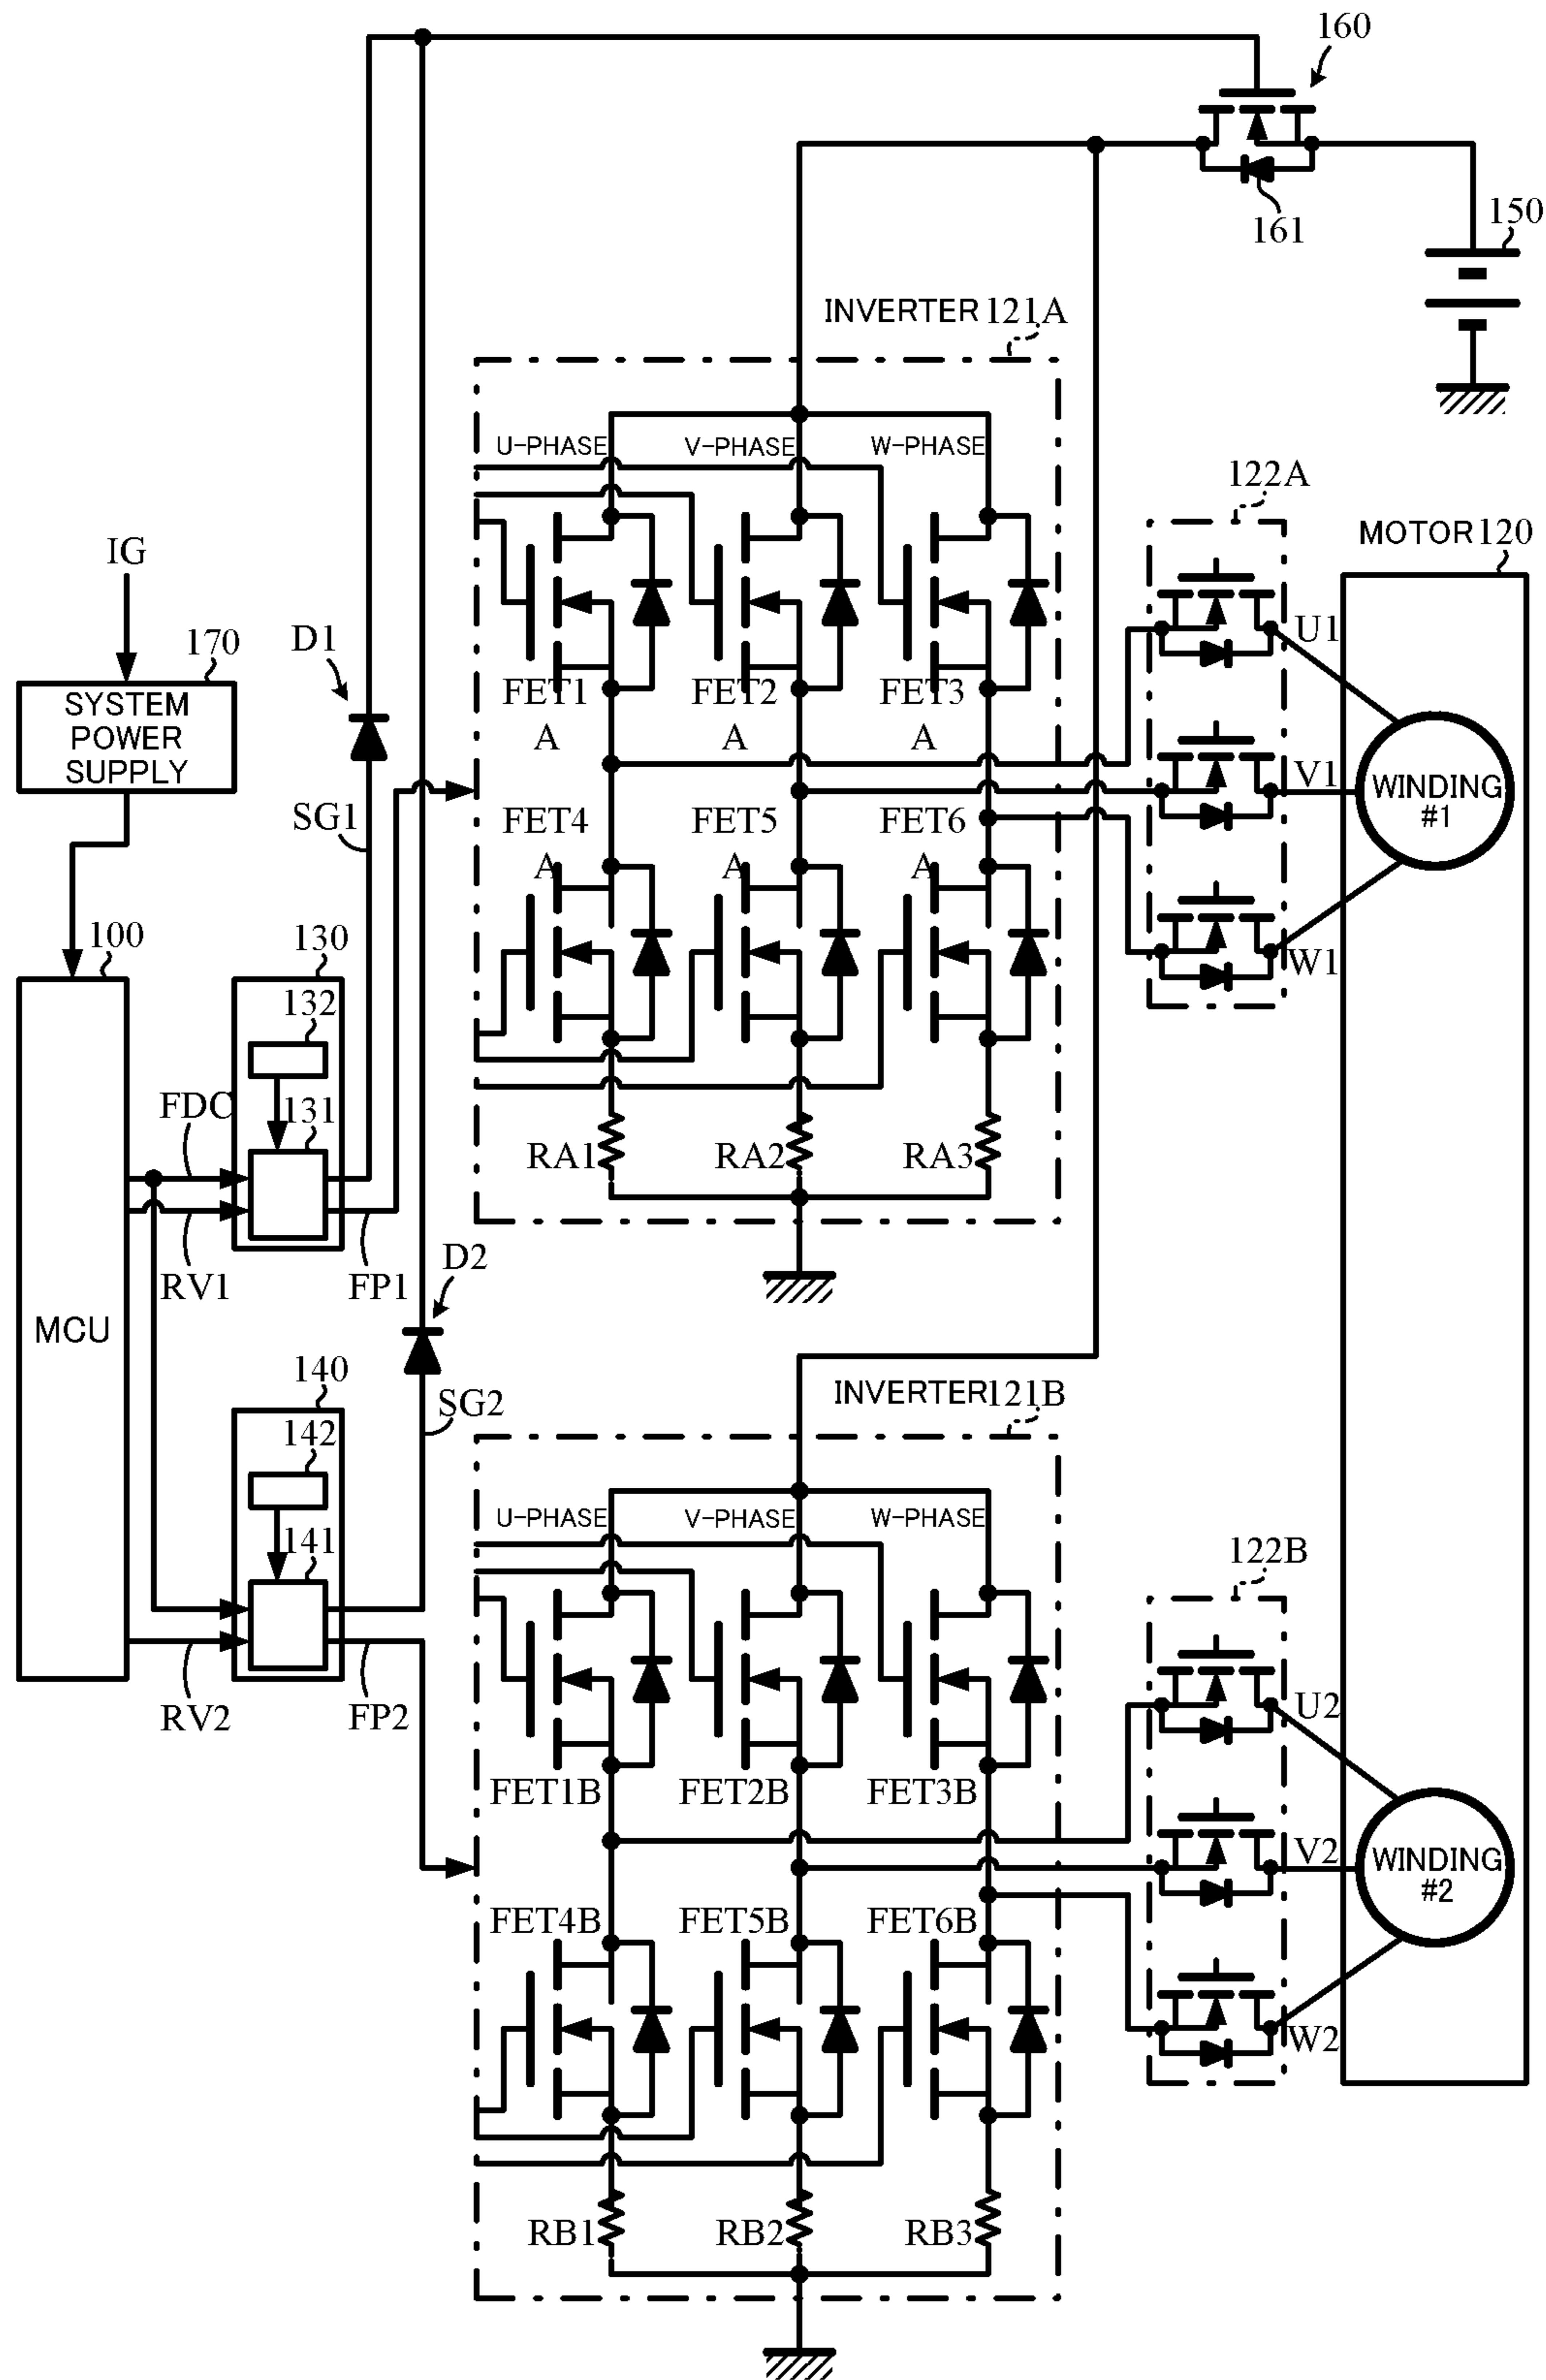 160
161
150
INVERTER 121A
U-PHASE
V-PHASE
W-PHASE
122A
MOTOR 120
IG
170
SYSTEM
POWER
SUPPLY
D1
SG1
FET1
A
FET2
A
FET3
A
FET4
A
FET5
A
FET6
A
U1
V1
W1
WINDING
#1
100
130
132
131
FDC
RV1
FP1
RA1
RA2
RA3
MCU
D2
140
142
141
SG2
RV2
FP2
INVERTER 121B
U-PHASE
V-PHASE
W-PHASE
122B
FET1B
FET2B
FET3B
FET4B
FET5B
FET6B
U2
V2
W2
WINDING
#2
RB1
RB2
RB3